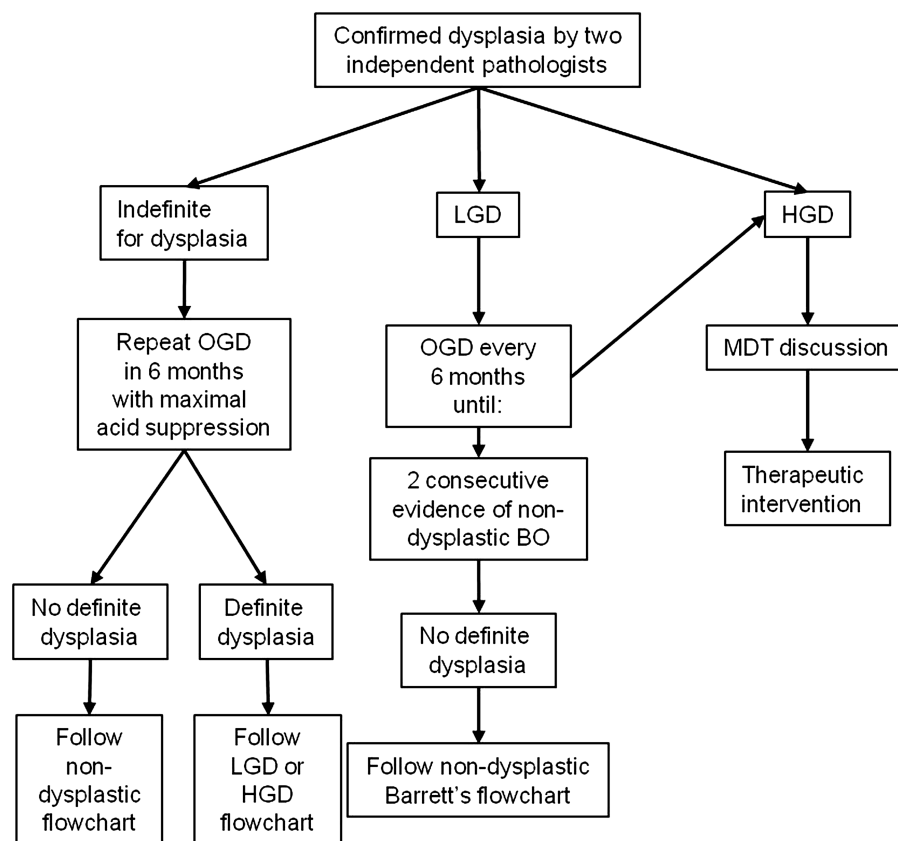 Confirmed dysplasia by two
independent pathologists
Indefinite
for dysplasia
LGD
HGD
Repeat OGD
in 6 months
with maximal
acid suppression
OGD every
6 months
until:
MDT discussion
2 consecutive
evidence of non-
dysplastic BO
Therapeutic
intervention
No definite
dysplasia
Definite
dysplasia
No definite
dysplasia
Follow
non-
dysplastic
flowchart
Follow
LGD or
HGD
flowchart
Follow non-dysplastic
Barrett's flowchart